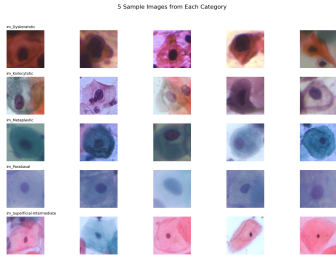 5 Sample Images from Each Category
im_Dyskeratotic
im_Koilocytotic
im_Metaplastic
im_Parabasal
im_Superficial-Intermediate